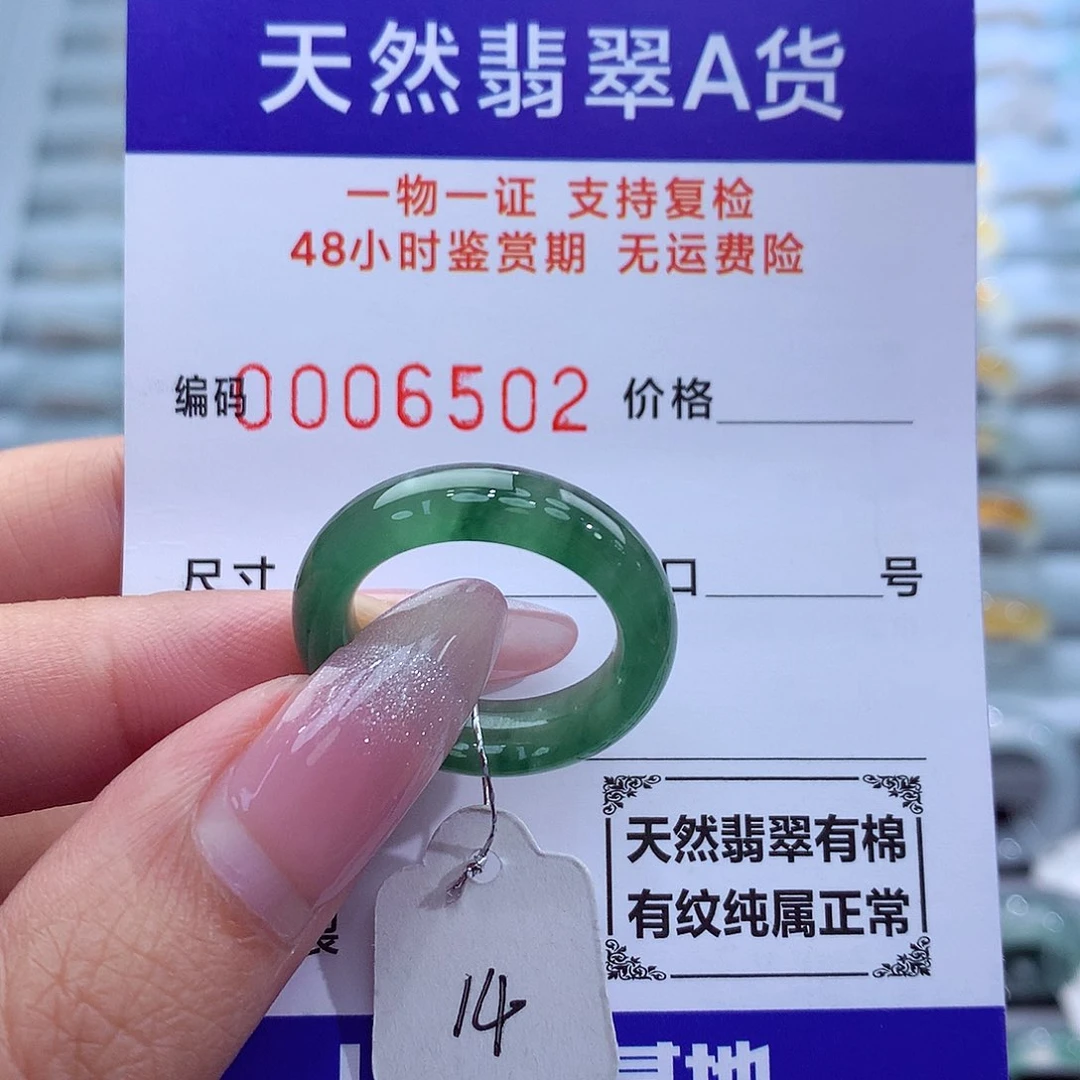 天然翡翠A货
一物一证 支持复检
48小时鉴赏期 无运费险
编码0006502 价格
尺寸 口 号
天然翡翠有棉
有纹纯属正常
14
基地